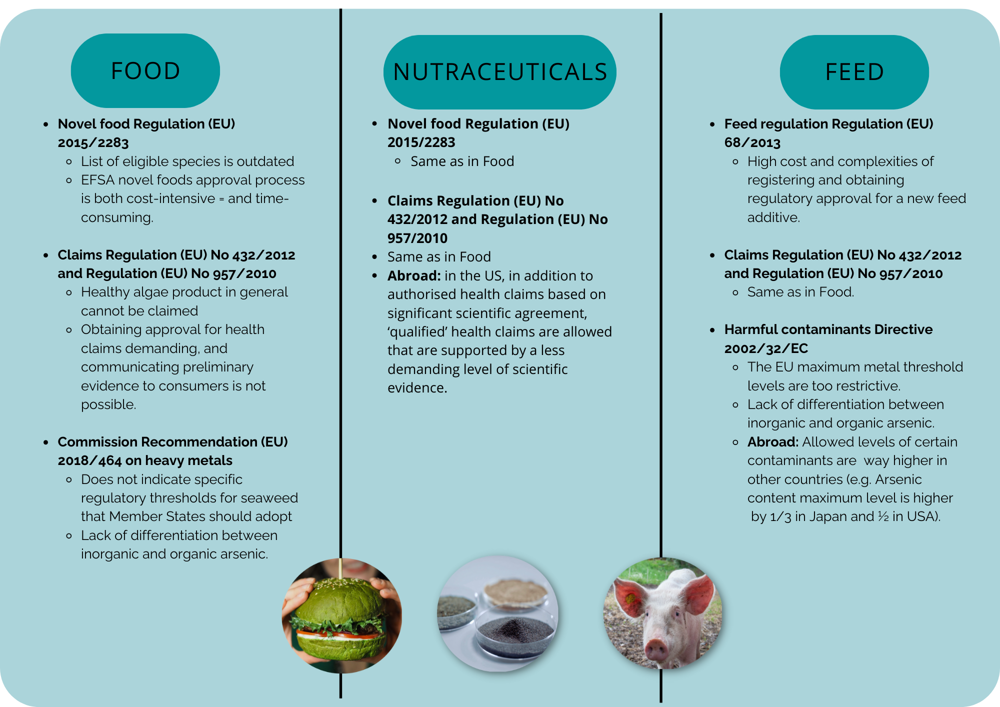 FOOD
Novel food Regulation (EU)
2015/2283
List of eligible species is outdated
EFSA novel foods approval process
is both cost-intensive = and time-
consuming.
Claims Regulation (EU) No 432/2012
and Regulation (EU) No 957/2010
Healthy algae product in general
cannot be claimed
Obtaining approval for health
claims demanding, and
communicating preliminary
evidence to consumers is not
possible.
Commission Recommendation (EU)
2018/464 on heavy metals
Does not indicate specific
regulatory thresholds for seaweed
that Member States should adopt
Lack of differentiation between
inorganic and organic arsenic.
NUTRACEUTICALS
Novel food Regulation (EU)
2015/2283
Same as in Food
Claims Regulation (EU) No
432/2012 and Regulation (EU) No
957/2010
Same as in Food
Abroad: in the US, in addition to
authorised health claims based on
significant scientific agreement,
‘qualified’ health claims are allowed
that are supported by a less
demanding level of scientific
evidence.
FEED
Feed regulation Regulation (EU)
68/2013
High cost and complexities of
registering and obtaining
regulatory approval for a new feed
additive.
Claims Regulation (EU) No 432/2012
and Regulation (EU) No 957/2010
Same as in Food.
Harmful contaminants Directive
2002/32/EC
The EU maximum metal threshold
levels are too restrictive.
Lack of differentiation between
inorganic and organic arsenic.
Abroad: Allowed levels of certain
contaminants are  way higher in
other countries (e.g. Arsenic
content maximum level is higher
by 1/3 in Japan and ½ in USA).